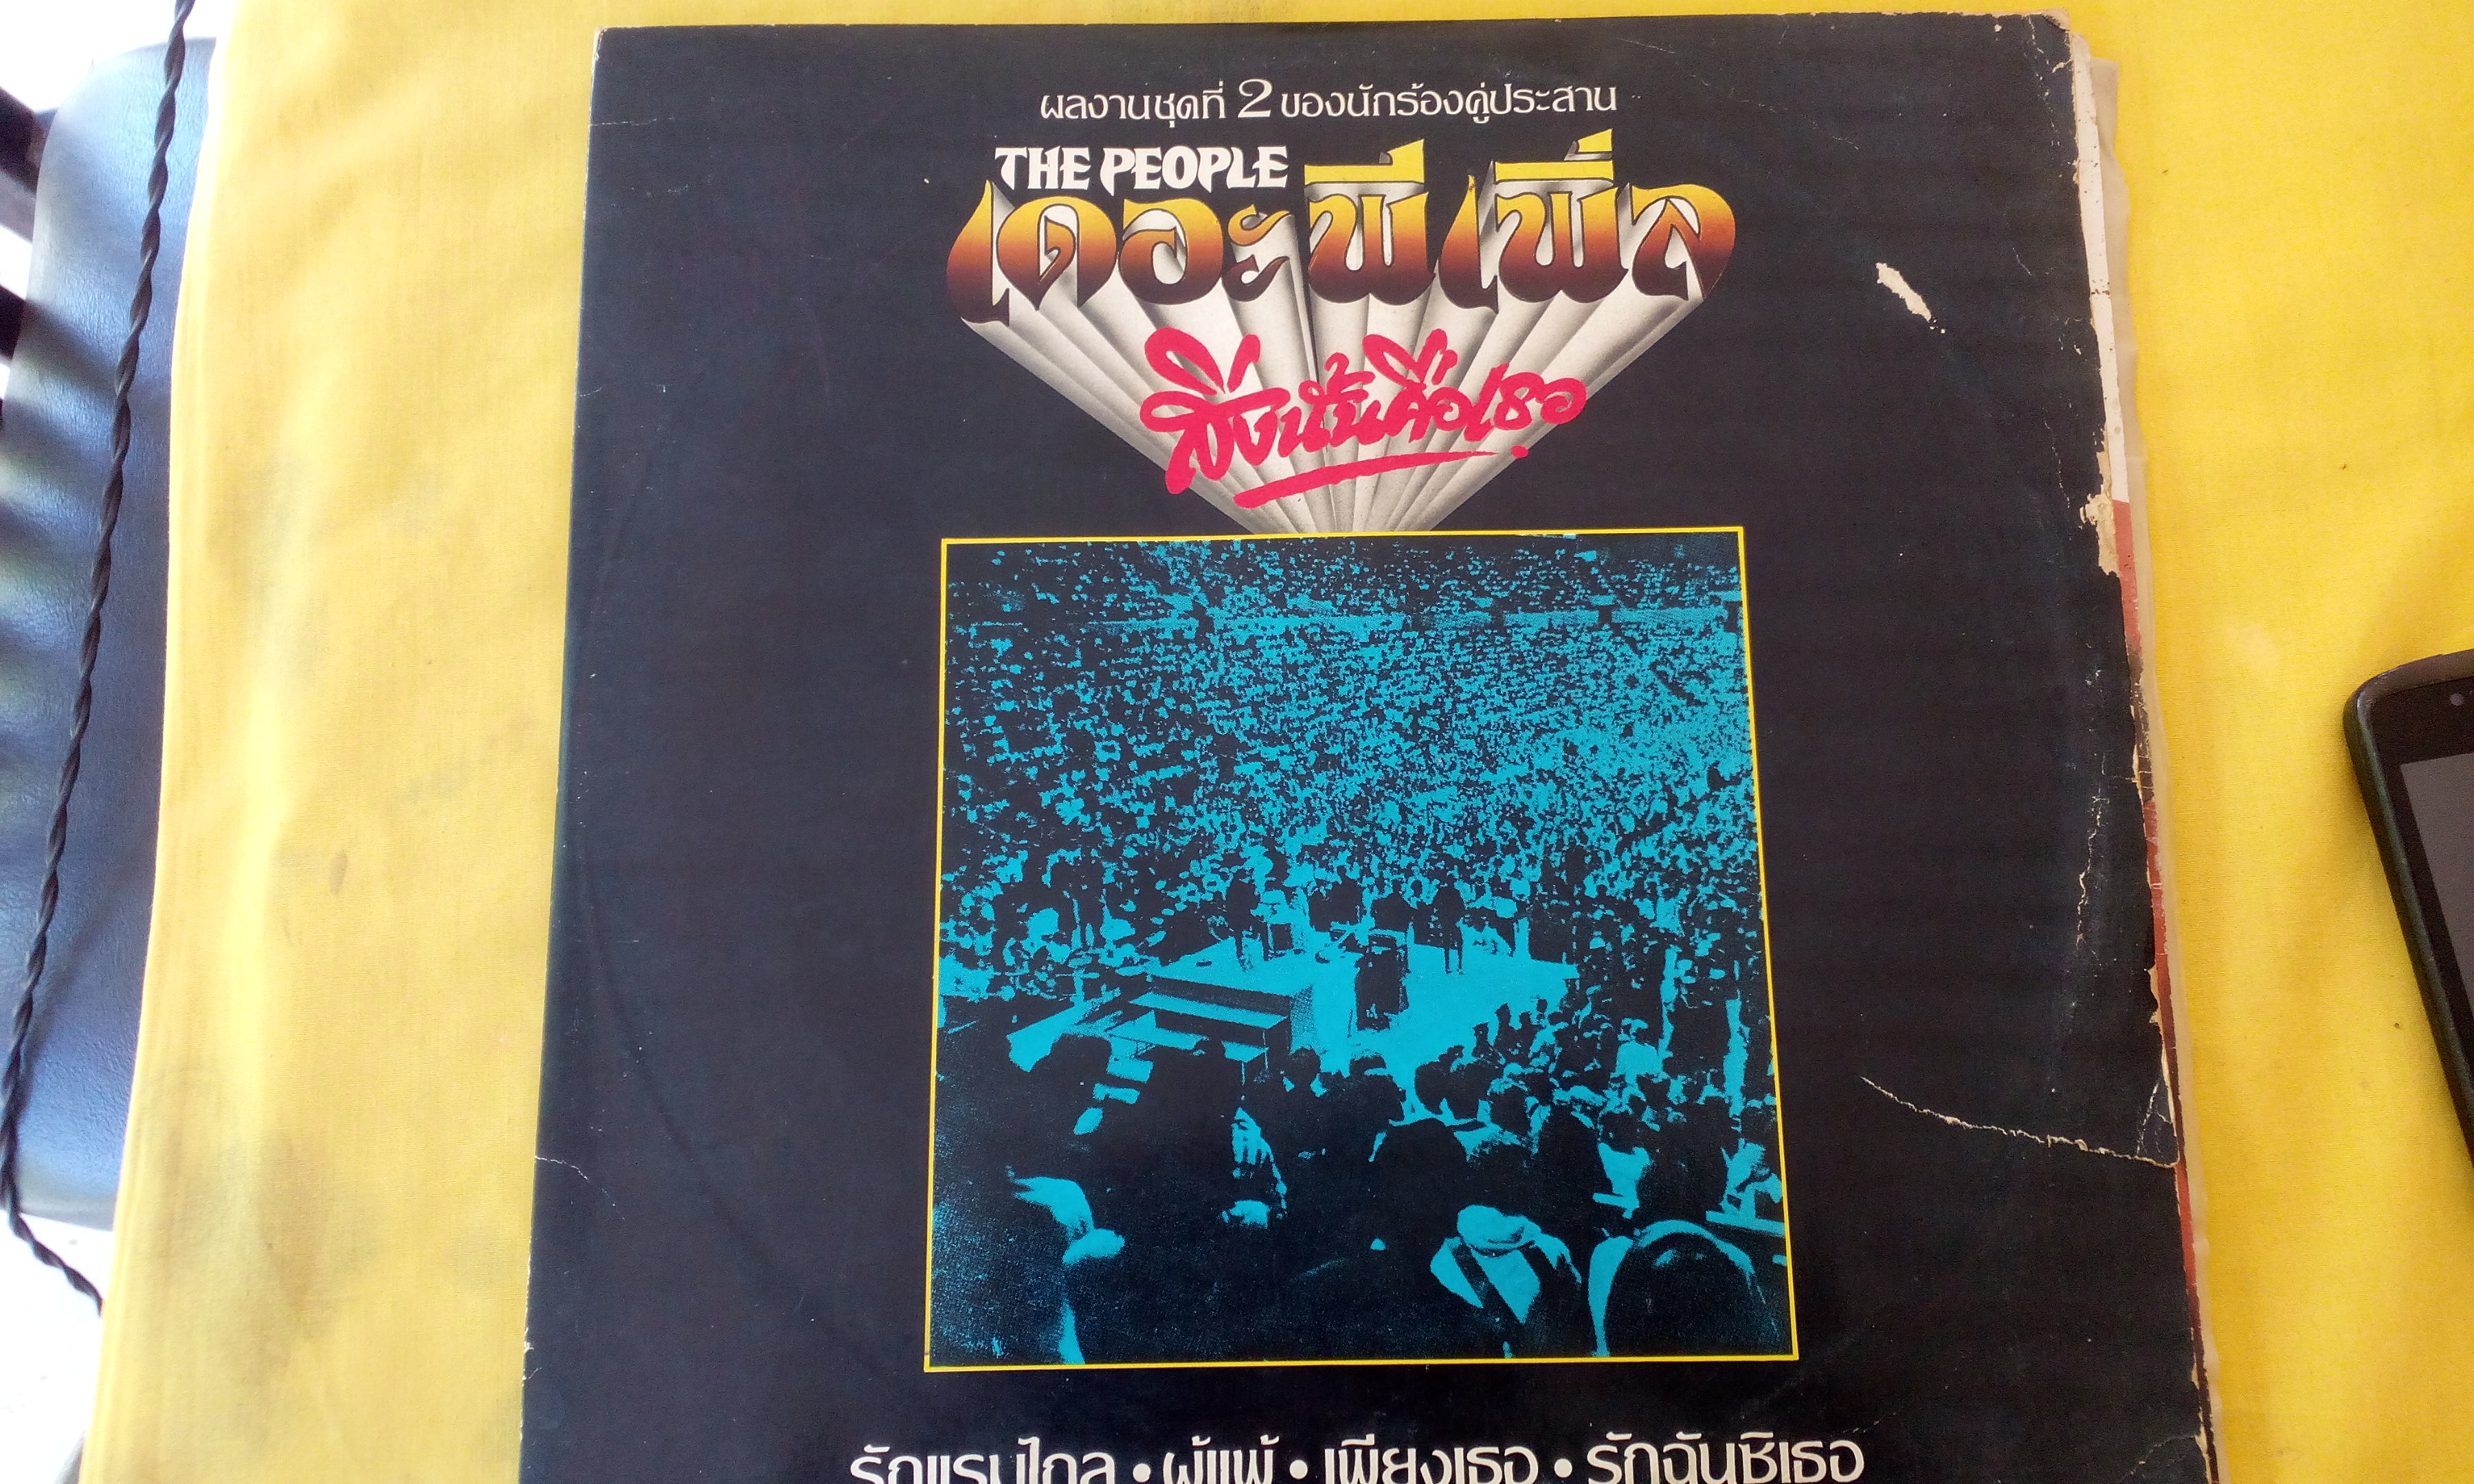 ผลงานชุดที่ 2 ของนักร้องคู่ประสาน
THE PEOPLE
เดอะพีเพิ่ล
สิ่งนั้นคือเธอ
รักแรมไกล • ผู้แพ้ • เพียงเธอ • รักฉันซิเธอ